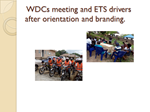 WDCs meeting and ETS drivers
after orientation and branding.